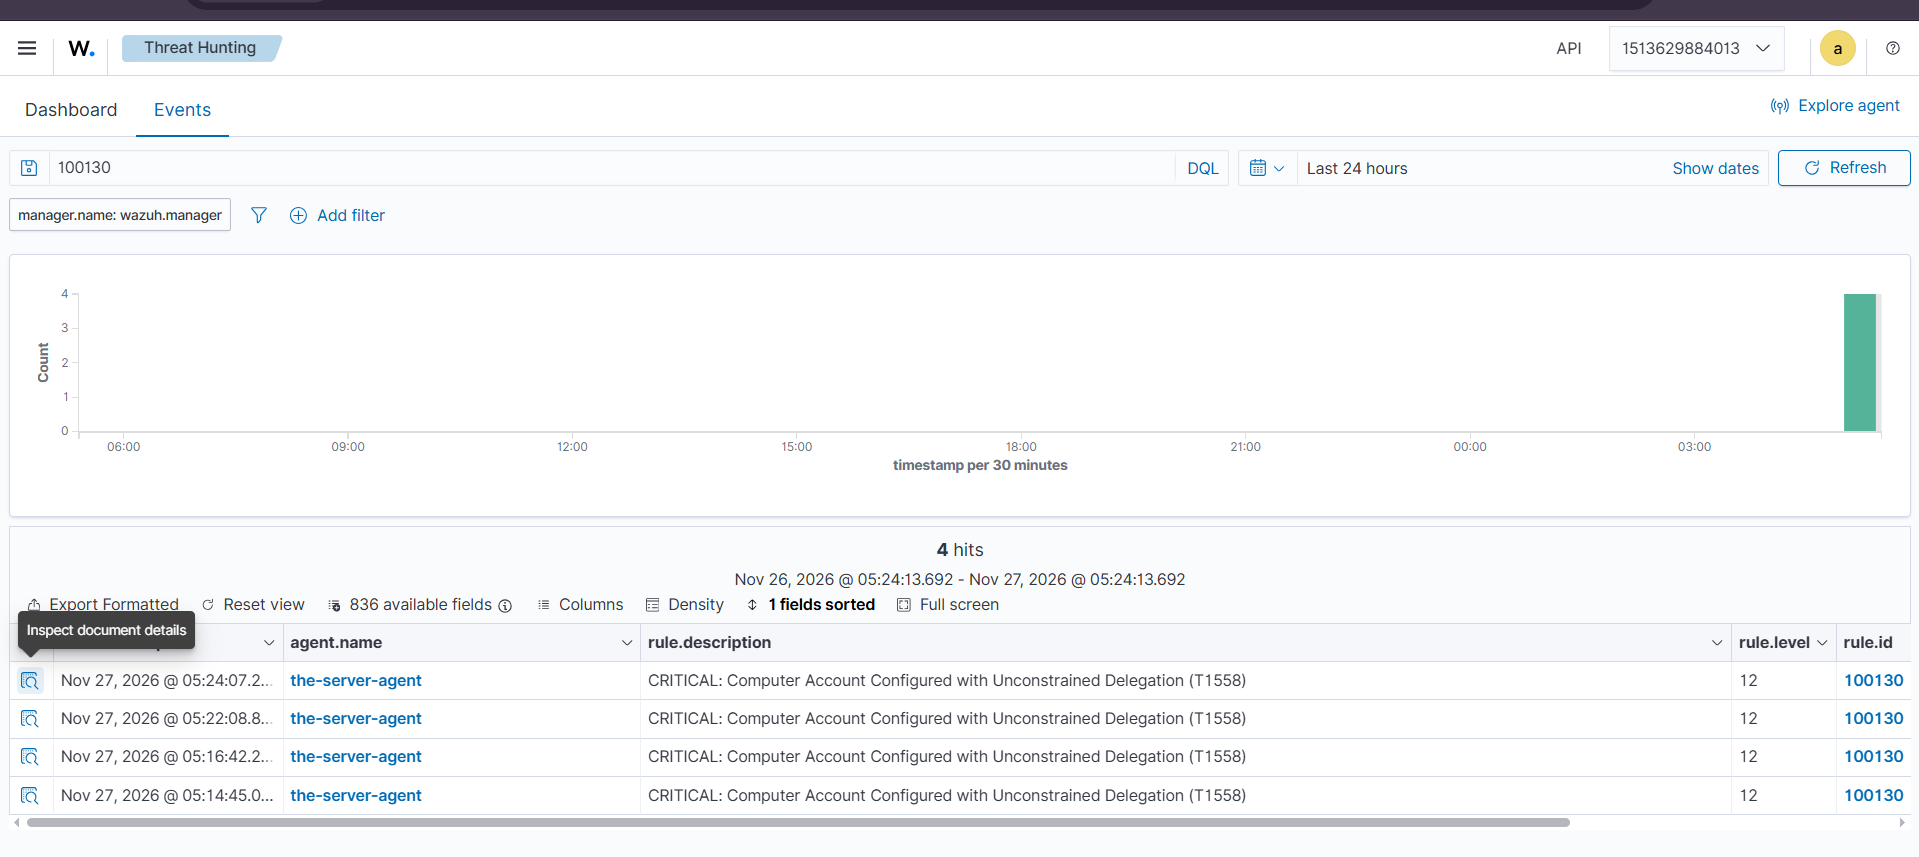 W. Threat Hunting API 1513629884013 a
Dashboard Events Explore agent
100130 DQL Last 24 hours Show dates Refresh
manager.name: wazuh.manager Add filter
4
3
2
1
0
Count
06:00 09:00 12:00 15:00 18:00 21:00 00:00 03:00
timestamp per 30 minutes
4 hits
Nov 26, 2026 @ 05:24:13.692 - Nov 27, 2026 @ 05:24:13.692
Export Formatted Reset view 836 available fields Columns Density 1 fields sorted Full screen
Inspect document details
agent.name rule.description rule.level rule.id
Nov 27, 2026 @ 05:24:07.2... the-server-agent CRITICAL: Computer Account Configured with Unconstrained Delegation (T1558) 12 100130
Nov 27, 2026 @ 05:22:08.8... the-server-agent CRITICAL: Computer Account Configured with Unconstrained Delegation (T1558) 12 100130
Nov 27, 2026 @ 05:16:42.2... the-server-agent CRITICAL: Computer Account Configured with Unconstrained Delegation (T1558) 12 100130
Nov 27, 2026 @ 05:14:45.0... the-server-agent CRITICAL: Computer Account Configured with Unconstrained Delegation (T1558) 12 100130